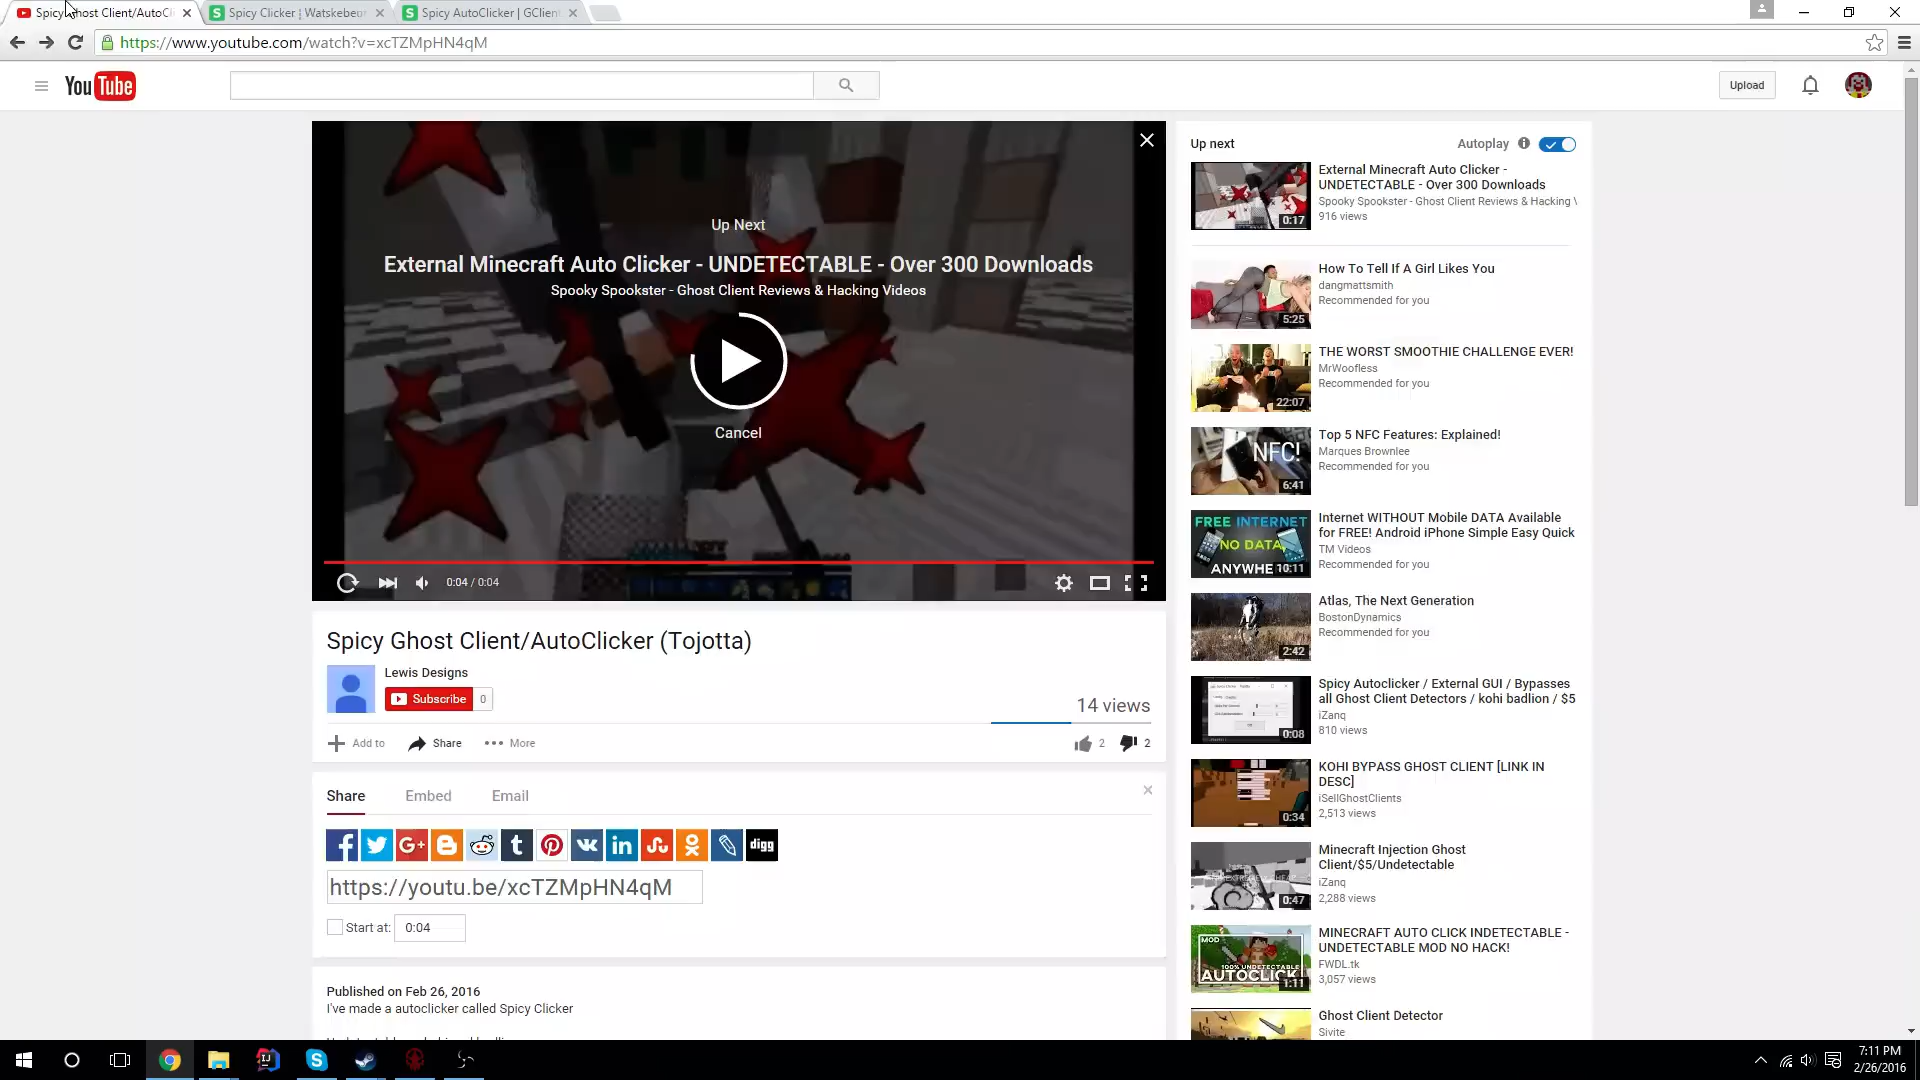 Spicy Ghost Client/AutoCli
Spicy Clicker ¦ Watskebeur
Spicy AutoClicker | GClient
https://www.youtube.com/watch?v=xcTZMpHN4qM
YouTube
Upload
Up Next
External Minecraft Auto Clicker - UNDETECTABLE - Over 300 Downloads
Spooky Spookster - Ghost Client Reviews & Hacking Videos
Cancel
0:04 / 0:04
Spicy Ghost Client/AutoClicker (Tojotta)
Lewis Designs
Subscribe 0
14 views
Add to
Share
More
2
2
Share
Embed
Email
digg
https://youtu.be/xcTZMpHN4qM
Start at: 0:04
Published on Feb 26, 2016
I've made a autoclicker called Spicy Clicker
Up next
Autoplay
External Minecraft Auto Clicker -
UNDETECTABLE - Over 300 Downloads
Spooky Spookster - Ghost Client Reviews & Hacking
916 views
0:17
How To Tell If A Girl Likes You
dangmattsmith
Recommended for you
5:25
THE WORST SMOOTHIE CHALLENGE EVER!
MrWoofless
Recommended for you
22:07
Top 5 NFC Features: Explained!
Marques Brownlee
Recommended for you
NFC!
6:41
Internet WITHOUT Mobile DATA Available
for FREE! Android iPhone Simple Easy Quick
TM Videos
Recommended for you
FREE INTERNET
NO DATA
ANYWHE
10:11
Atlas, The Next Generation
BostonDynamics
Recommended for you
2:42
Spicy Autoclicker / External GUI / Bypasses
all Ghost Client Detectors / kohi badlion / $5
iZanq
810 views
0:08
KOHI BYPASS GHOST CLIENT [LINK IN
DESC]
iSellGhostClients
2,513 views
0:34
Minecraft Injection Ghost
Client/$5/Undetectable
iZanq
2,288 views
0:47
MINECRAFT AUTO CLICK INDETECTABLE -
UNDETECTABLE MOD NO HACK!
FWDL.tk
3,057 views
MOD
100% UNDETECTABLE
AUTOCLICK
1:11
Ghost Client Detector
Sivite
7:11 PM
2/26/2016